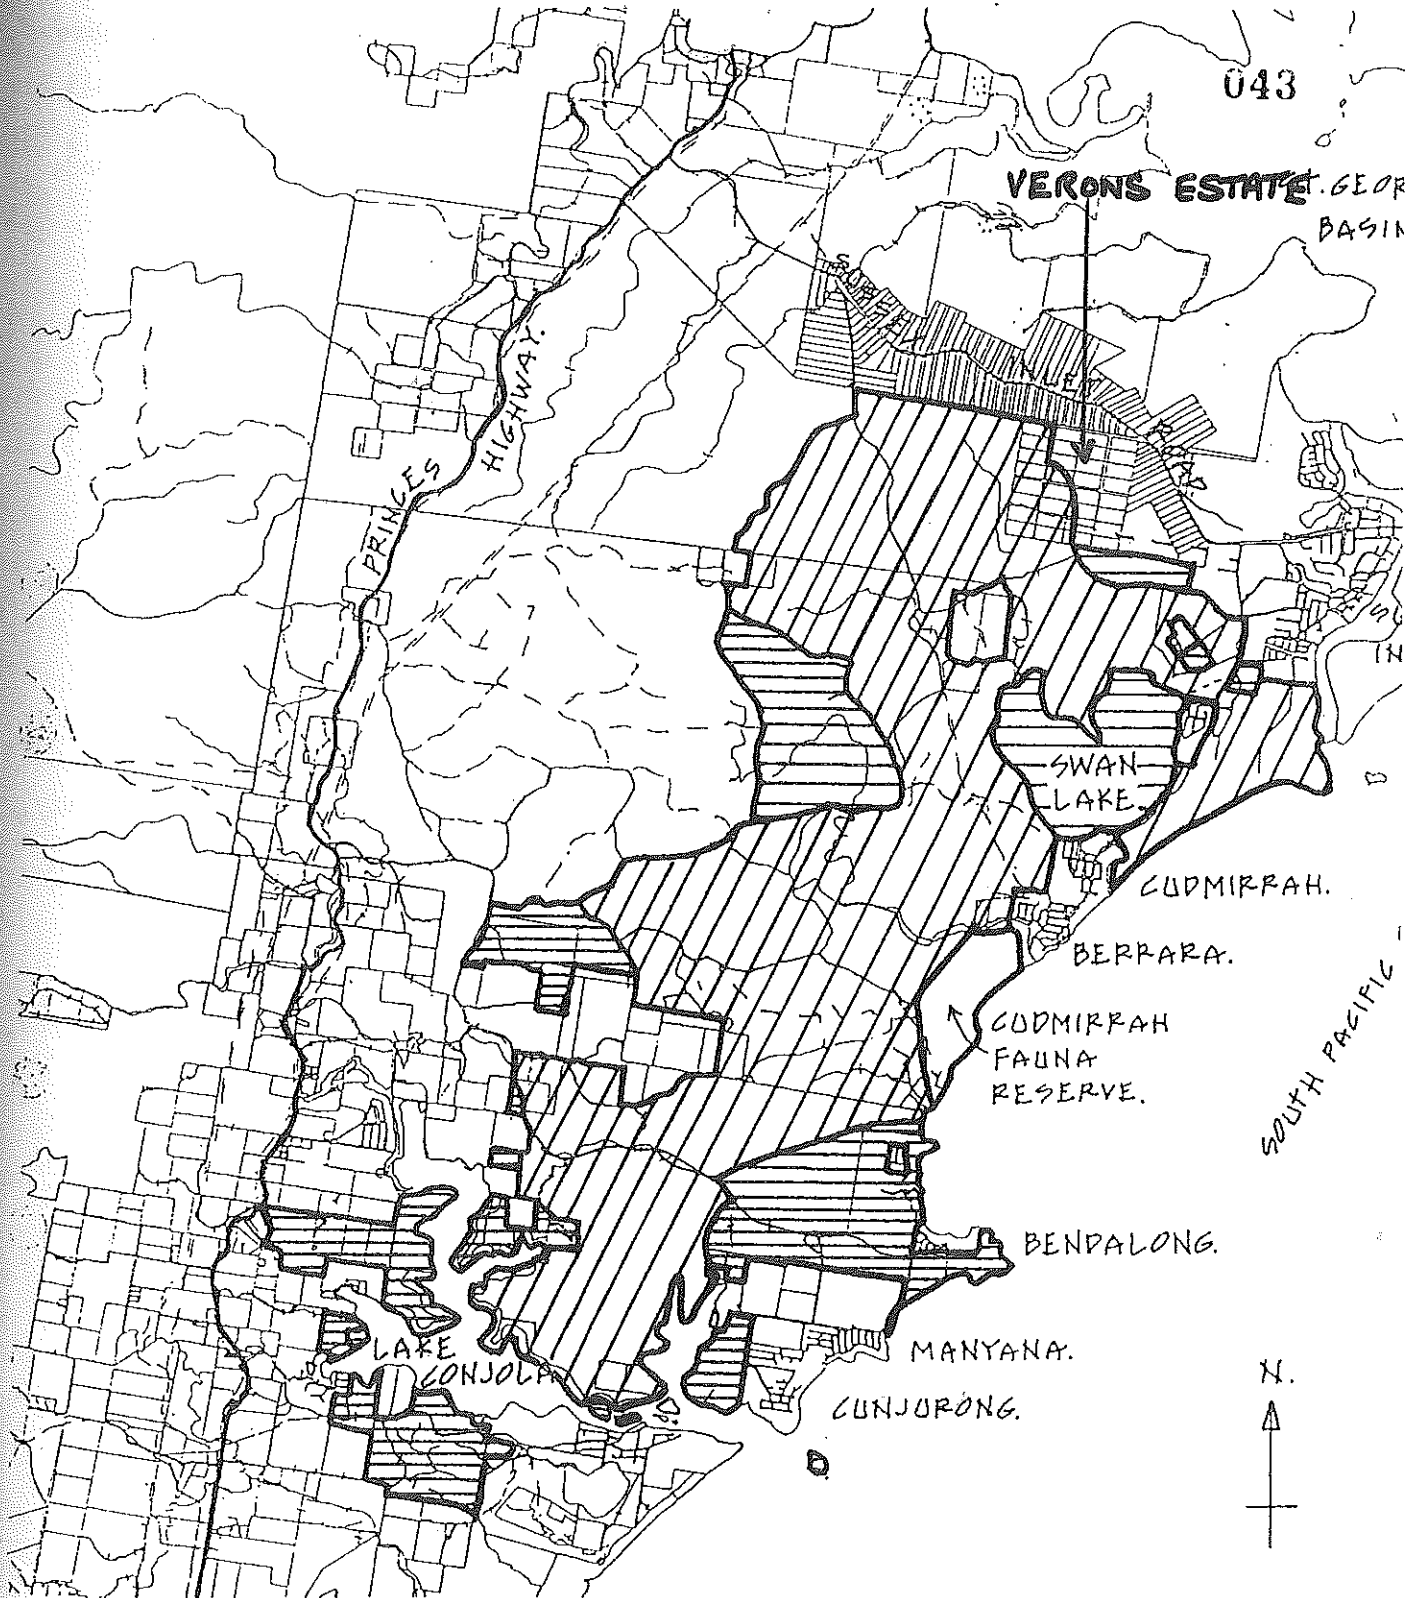 043
VERONS ESTATE
BASIN
PRINCES
HIGHWAY.
SWAN
LAKE
CUDMIRRAH.
BERRARA.
CUDMIRRAH
FAUNA
RESERVE.
SOUTH PACIFIC
BENDALONG.
LAKE
CONJOLA
MANYANA.
CUNJURONG.
N.